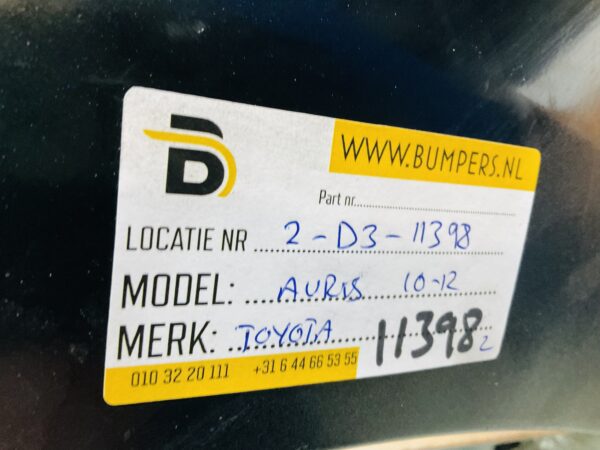 B
WWW.BUMPERS.NL
Part nr.
LOCATIE NR 2-D3-11398
MODEL: AURIS 10-12
MERK: TOYOTA 11398 2
010 32 20 111 +31 6 44 66 53 55